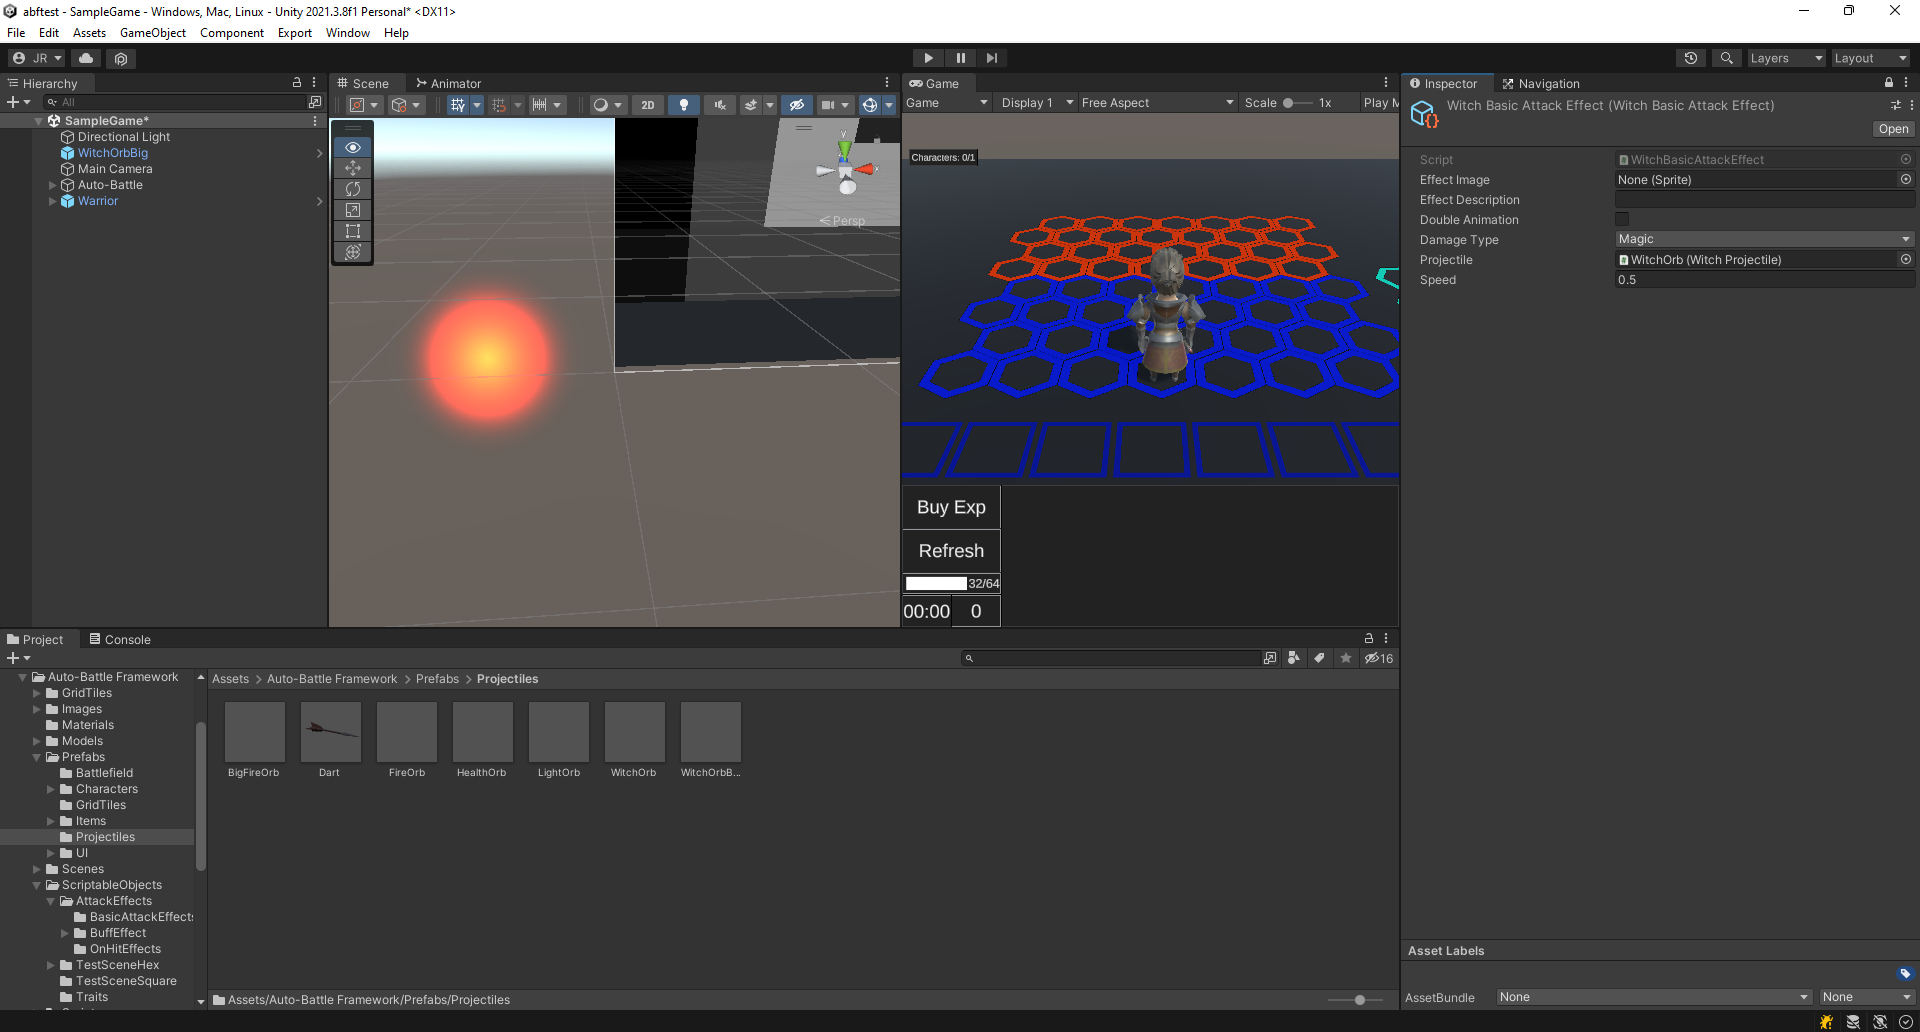 abftest - SampleGame - Windows, Mac, Linux - Unity 2021.3.8f1 Personal* <DX11>
File Edit Assets GameObject Component Export Window Help
JR
Layers
Layout
Hierarchy
All
SampleGame*
Directional Light
WitchOrbBig
Main Camera
Auto-Battle
Warrior
Scene
Animator
2D
y
x
Persp
Game
Game
Display 1
Free Aspect
Scale
1x
Play M
Characters: 0/1
Buy Exp
Refresh
32/64
00:00
0
Inspector
Navigation
Witch Basic Attack Effect (Witch Basic Attack Effect)
Open
Script
WitchBasicAttackEffect
Effect Image
None (Sprite)
Effect Description
Double Animation
Damage Type
Magic
Projectile
WitchOrb (Witch Projectile)
Speed
0.5
Asset Labels
AssetBundle
None
None
Project
Console
16
Auto-Battle Framework
GridTiles
Images
Materials
Models
Prefabs
Battlefield
Characters
GridTiles
Items
Projectiles
UI
Scenes
ScriptableObjects
AttackEffects
BasicAttackEffects
BuffEffect
OnHitEffects
TestSceneHex
TestSceneSquare
Traits
Assets > Auto-Battle Framework > Prefabs > Projectiles
BigFireOrb
Dart
FireOrb
HealthOrb
LightOrb
WitchOrb
WitchOrbB...
Assets/Auto-Battle Framework/Prefabs/Projectiles